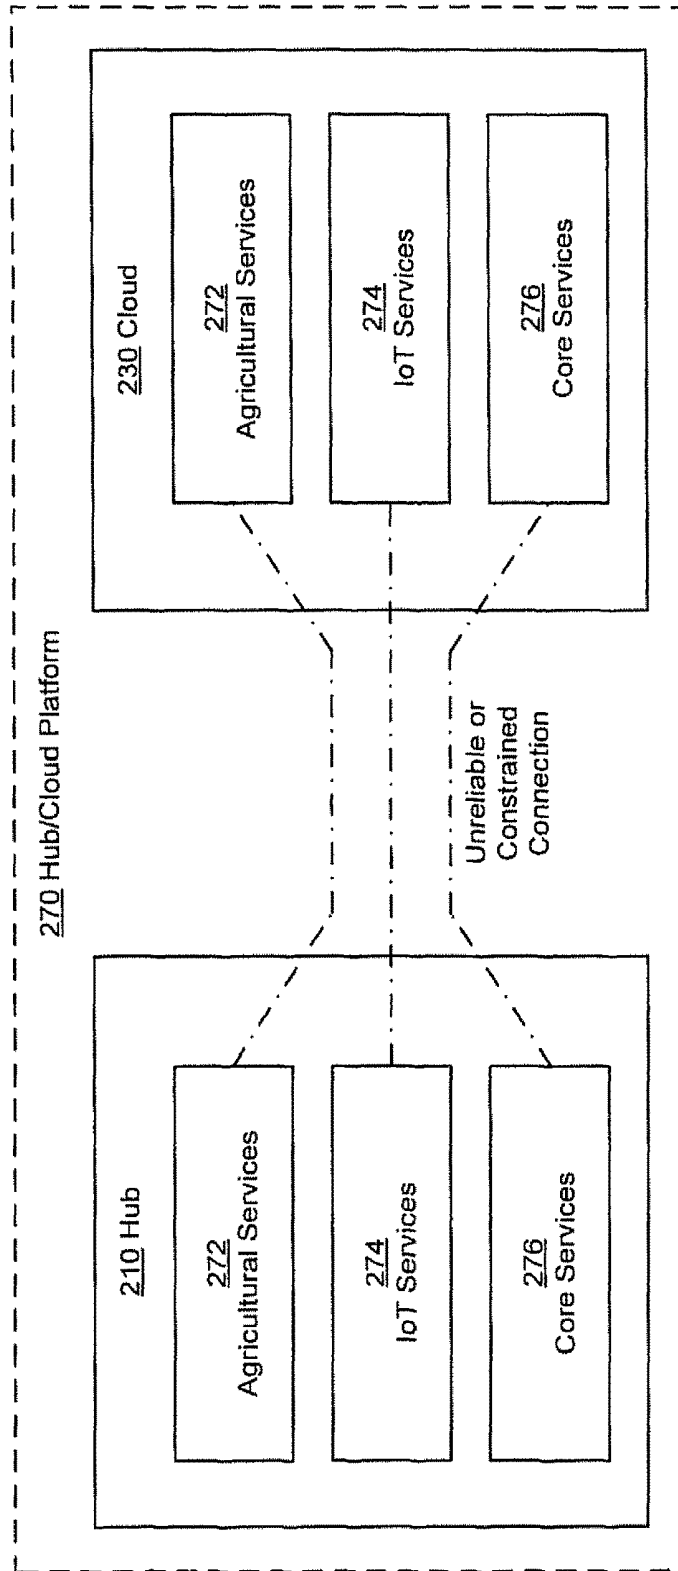 270 Hub/Cloud Platform
210 Hub
272
Agricultural Services
274
IoT Services
276
Core Services
Unreliable or
Constrained
Connection
230 Cloud
272
Agricultural Services
274
IoT Services
276
Core Services